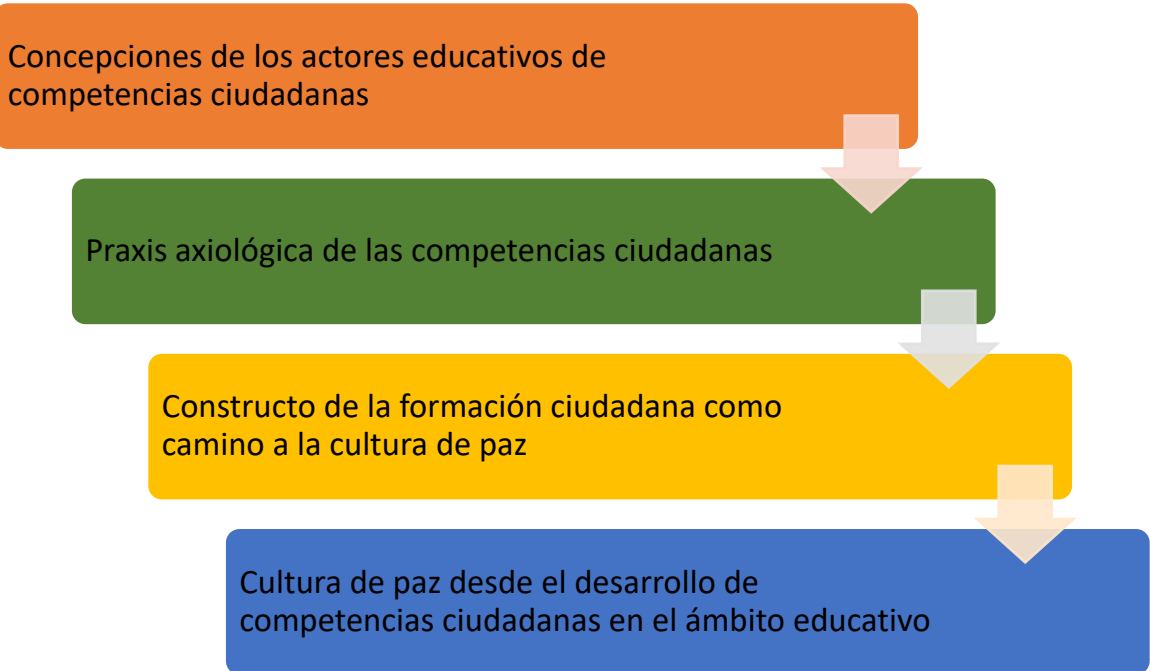 Concepciones de los actores educativos de
competencias ciudadanas
Praxis axiológica de las competencias ciudadanas
Constructo de la formación ciudadana como
camino a la cultura de paz
Cultura de paz desde el desarrollo de
competencias ciudadanas en el ámbito educativo